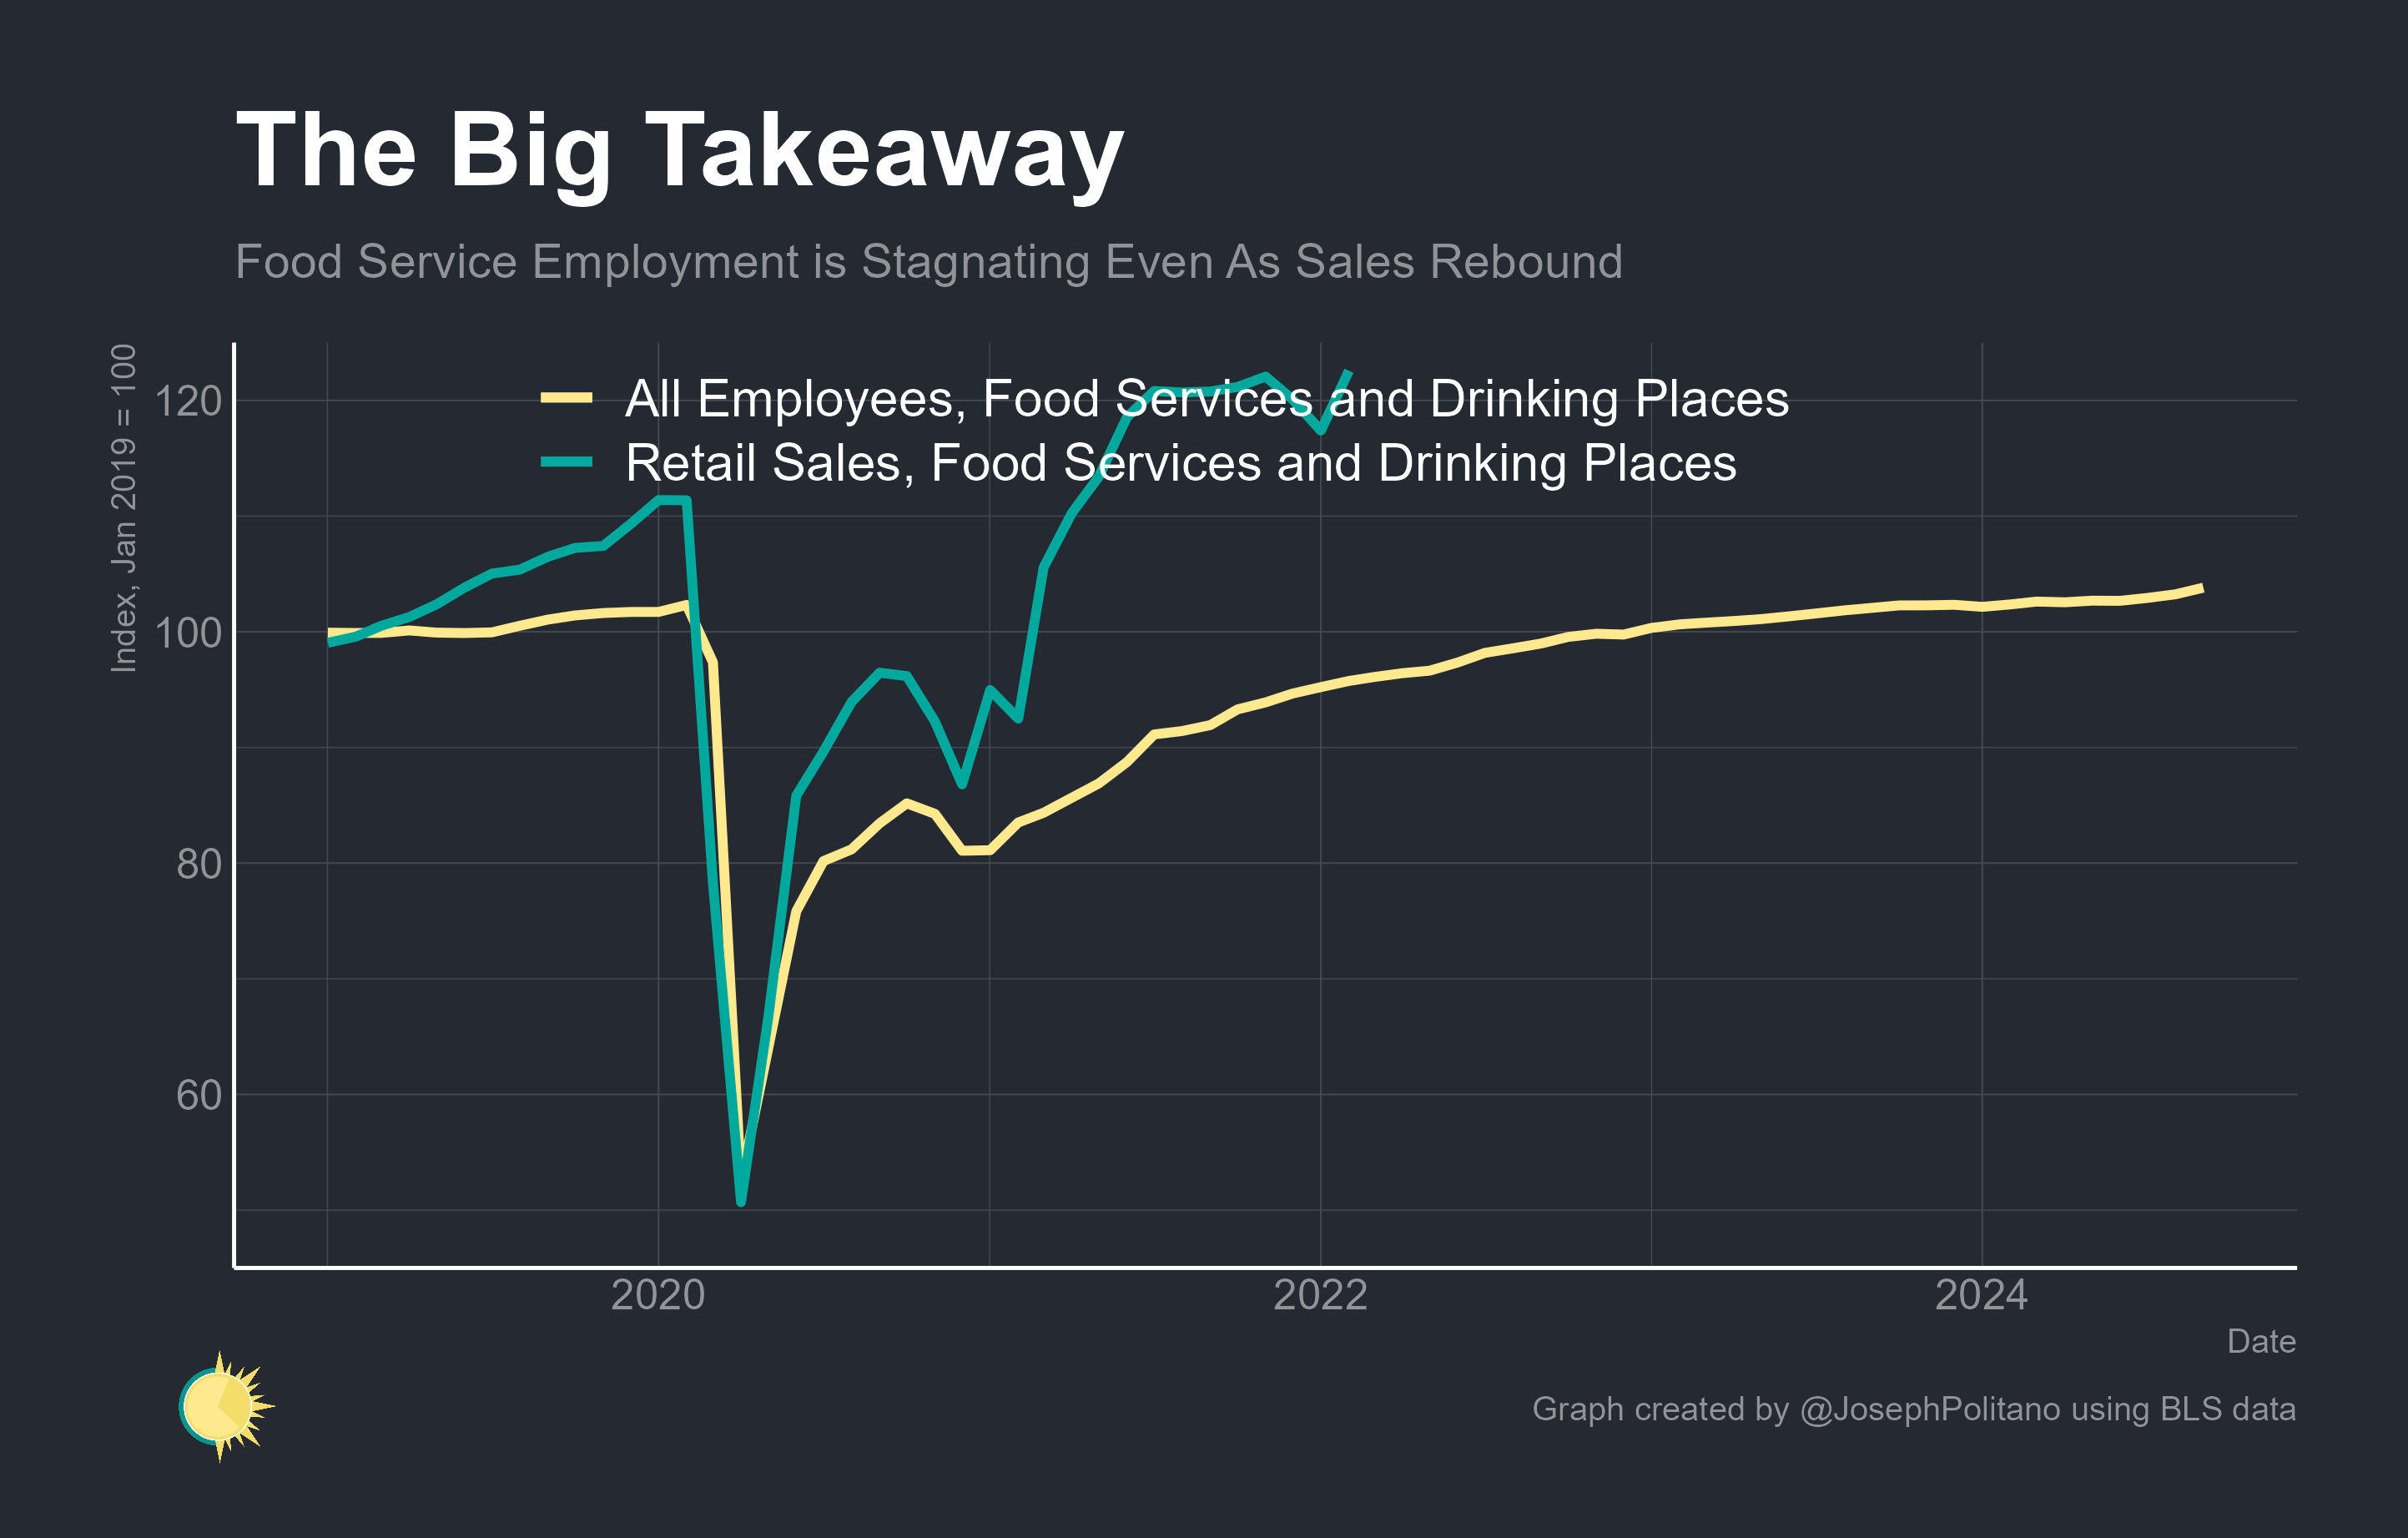 The Big Takeaway
Food Service Employment is Stagnating Even As Sales Rebound
Index, Jan 2019 = 100
120
100
80
60
All Employees, Food Services and Drinking Places
Retail Sales, Food Services and Drinking Places
2020
2022
2024
Date
Graph created by @JosephPolitano using BLS data